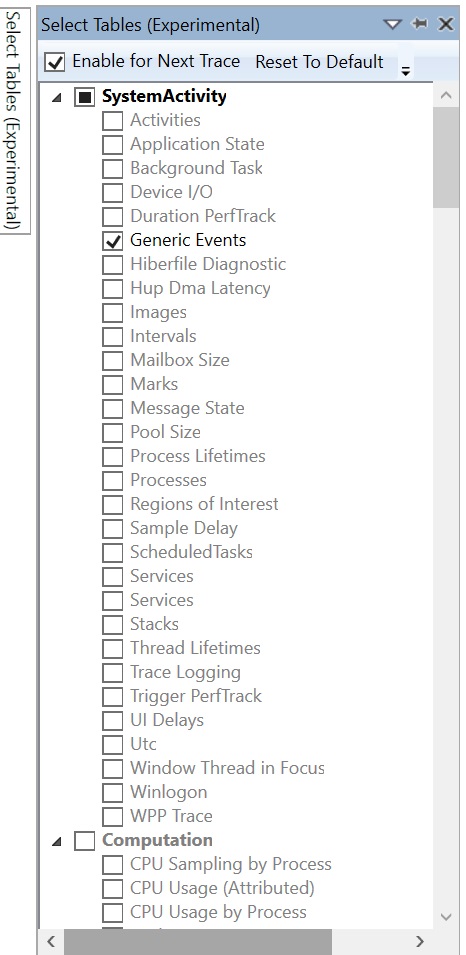 Select Tables (Experimental)
Select Tables (Experimental)
Enable for Next Trace Reset To Default
SystemActivity
Activities
Application State
Background Task
Device I/O
Duration PerfTrack
Generic Events
Hiberfile Diagnostic
Hup Dma Latency
Images
Intervals
Mailbox Size
Marks
Message State
Pool Size
Process Lifetimes
Processes
Regions of Interest
Sample Delay
ScheduledTasks
Services
Services
Stacks
Thread Lifetimes
Trace Logging
Trigger PerfTrack
UI Delays
Utc
Window Thread in Focus
Winlogon
WPP Trace
Computation
CPU Sampling by Process
CPU Usage (Attributed)
CPU Usage by Process